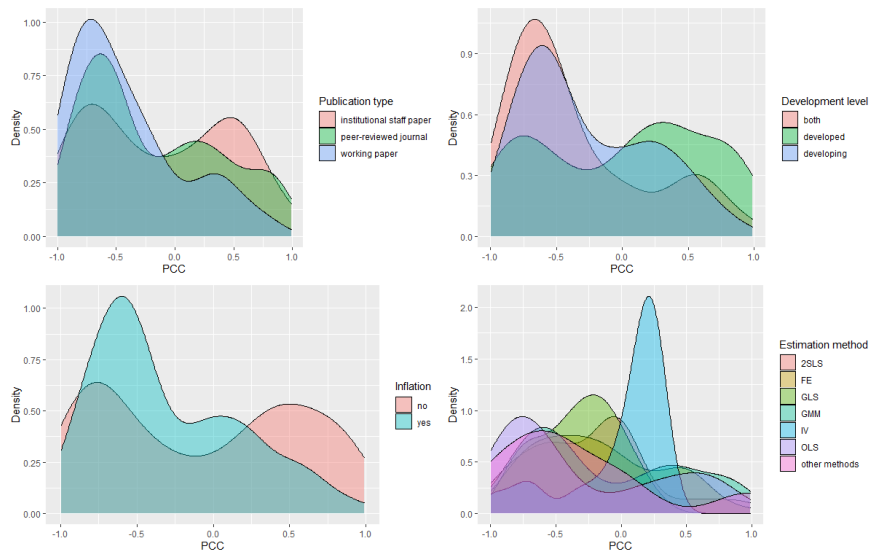 1.00
0.75
0.50
0.25
0.00
Density
-1.0
-0.5
0.0
0.5
1.0
PCC
Publication type
institutional staff paper
peer-reviewed journal
working paper
0.9
0.6
0.3
0.0
Density
-1.0
-0.5
0.0
0.5
1.0
PCC
Development level
both
developed
developing
1.00
0.75
0.50
0.25
0.00
Density
-1.0
-0.5
0.0
0.5
1.0
PCC
Inflation
no
yes
2.0
1.5
1.0
0.5
0.0
Density
-1.0
-0.5
0.0
0.5
1.0
PCC
Estimation method
2SLS
FE
GLS
GMM
IV
OLS
other methods